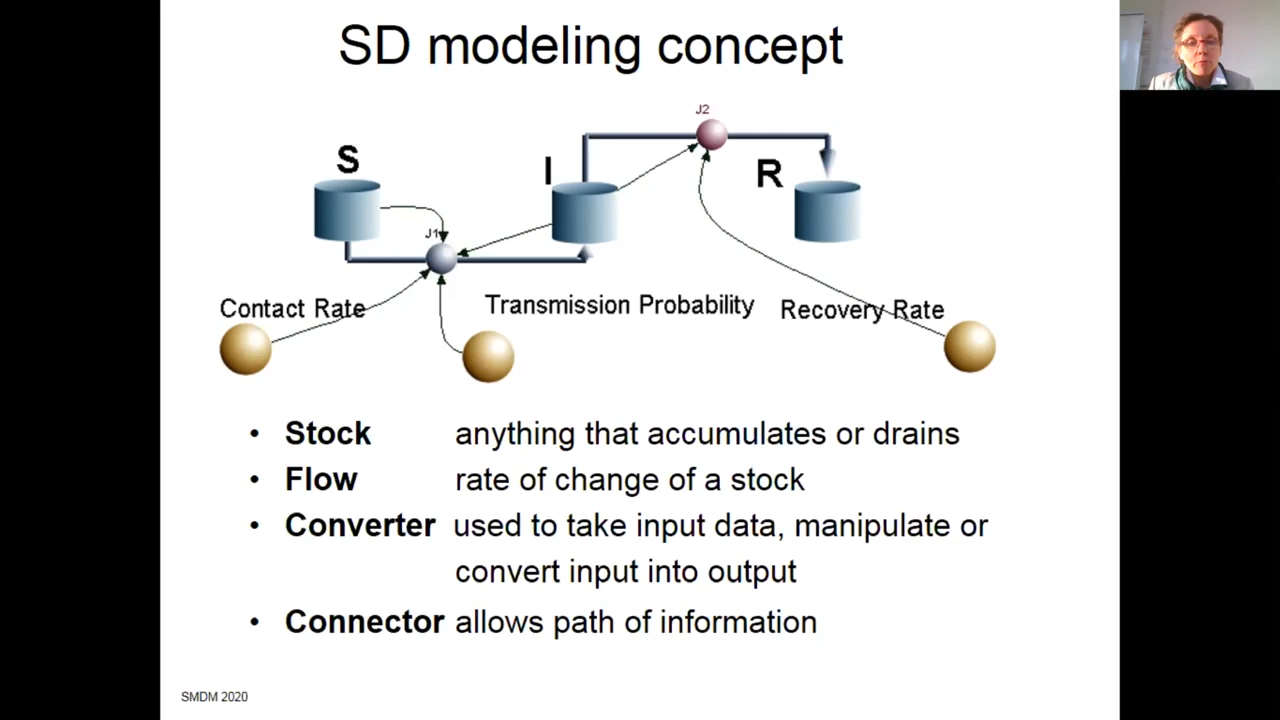 SD modeling concept
J2
S
I
R
J1
Contact Rate
Transmission Probability
Recovery Rate
• Stock anything that accumulates or drains
• Flow rate of change of a stock
• Converter used to take input data, manipulate or
convert input into output
• Connector allows path of information
SMDM 2020